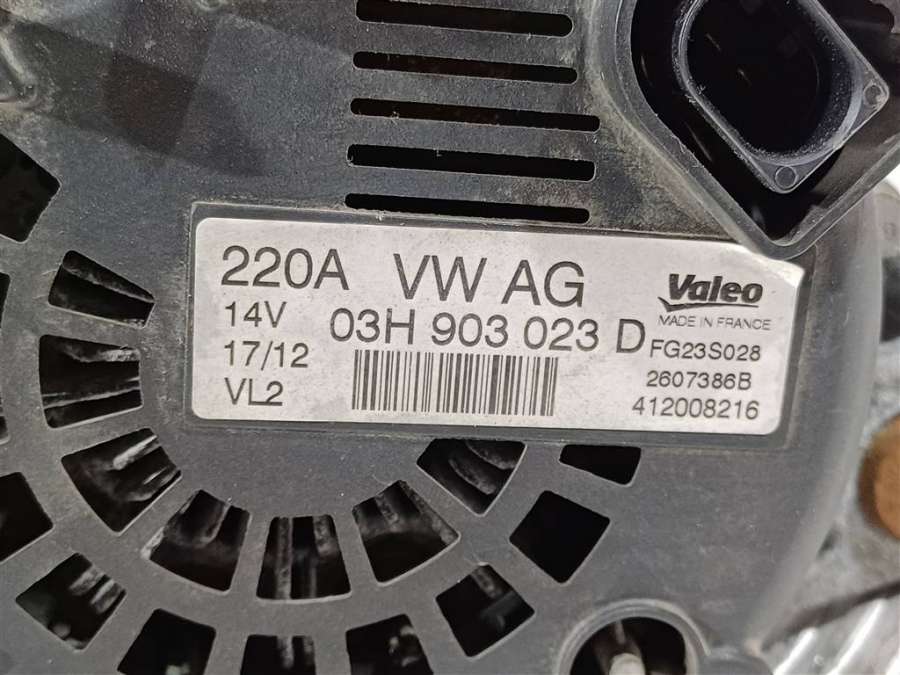 220A VW AG
14V 03H 903 023 D
17/12
VL2
Valeo
MADE IN FRANCE
FG23S028
2607386B
412008216